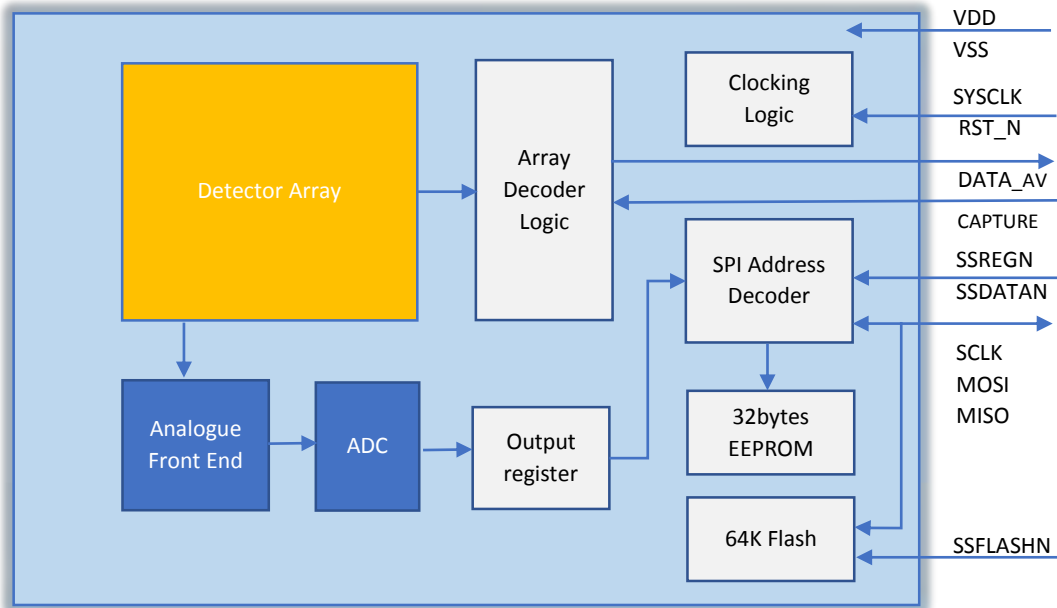 VDD
VSS
Clocking
Logic
SYSCLK
RST_N
Detector Array
Array
Decoder
Logic
DATA_AV
CAPTURE
SPI Address
Decoder
SSREGN
SSDATAN
SCLK
MOSI
MISO
Analogue
Front End
ADC
Output
register
32bytes
EEPROM
64K Flash
SSFLASHN